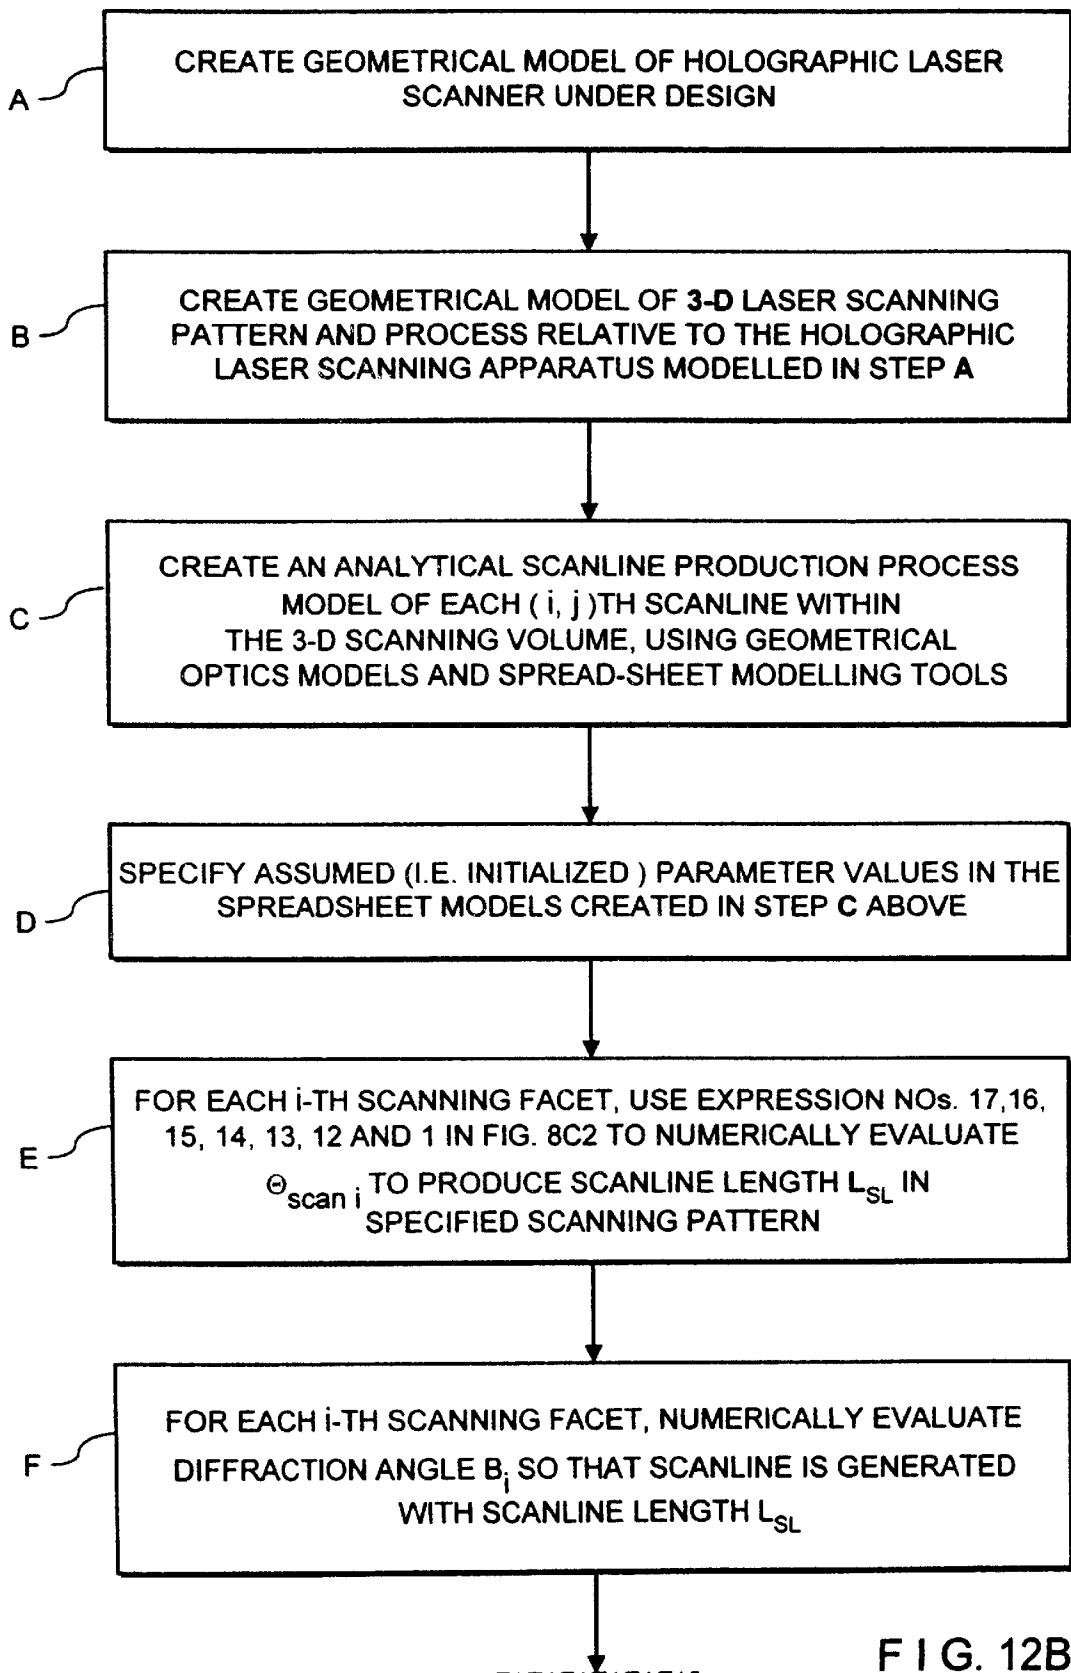 CREATE GEOMETRICAL MODEL OF HOLOGRAPHIC LASER
SCANNER UNDER DESIGN
A
CREATE GEOMETRICAL MODEL OF 3-D LASER SCANNING
PATTERN AND PROCESS RELATIVE TO THE HOLOGRAPHIC
LASER SCANNING APPARATUS MODELLED IN STEP A
B
CREATE AN ANALYTICAL SCANLINE PRODUCTION PROCESS
MODEL OF EACH ( i, j )TH SCANLINE WITHIN
THE 3-D SCANNING VOLUME, USING GEOMETRICAL
OPTICS MODELS AND SPREAD-SHEET MODELLING TOOLS
C
SPECIFY ASSUMED (I.E. INITIALIZED ) PARAMETER VALUES IN THE
SPREADSHEET MODELS CREATED IN STEP C ABOVE
D
FOR EACH i-TH SCANNING FACET, USE EXPRESSION NOs. 17,16,
15, 14, 13, 12 AND 1 IN FIG. 8C2 TO NUMERICALLY EVALUATE
Θscan i TO PRODUCE SCANLINE LENGTH LSL IN
SPECIFIED SCANNING PATTERN
E
FOR EACH i-TH SCANNING FACET, NUMERICALLY EVALUATE
DIFFRACTION ANGLE Bi SO THAT SCANLINE IS GENERATED
WITH SCANLINE LENGTH LSL
F
F I G. 12B